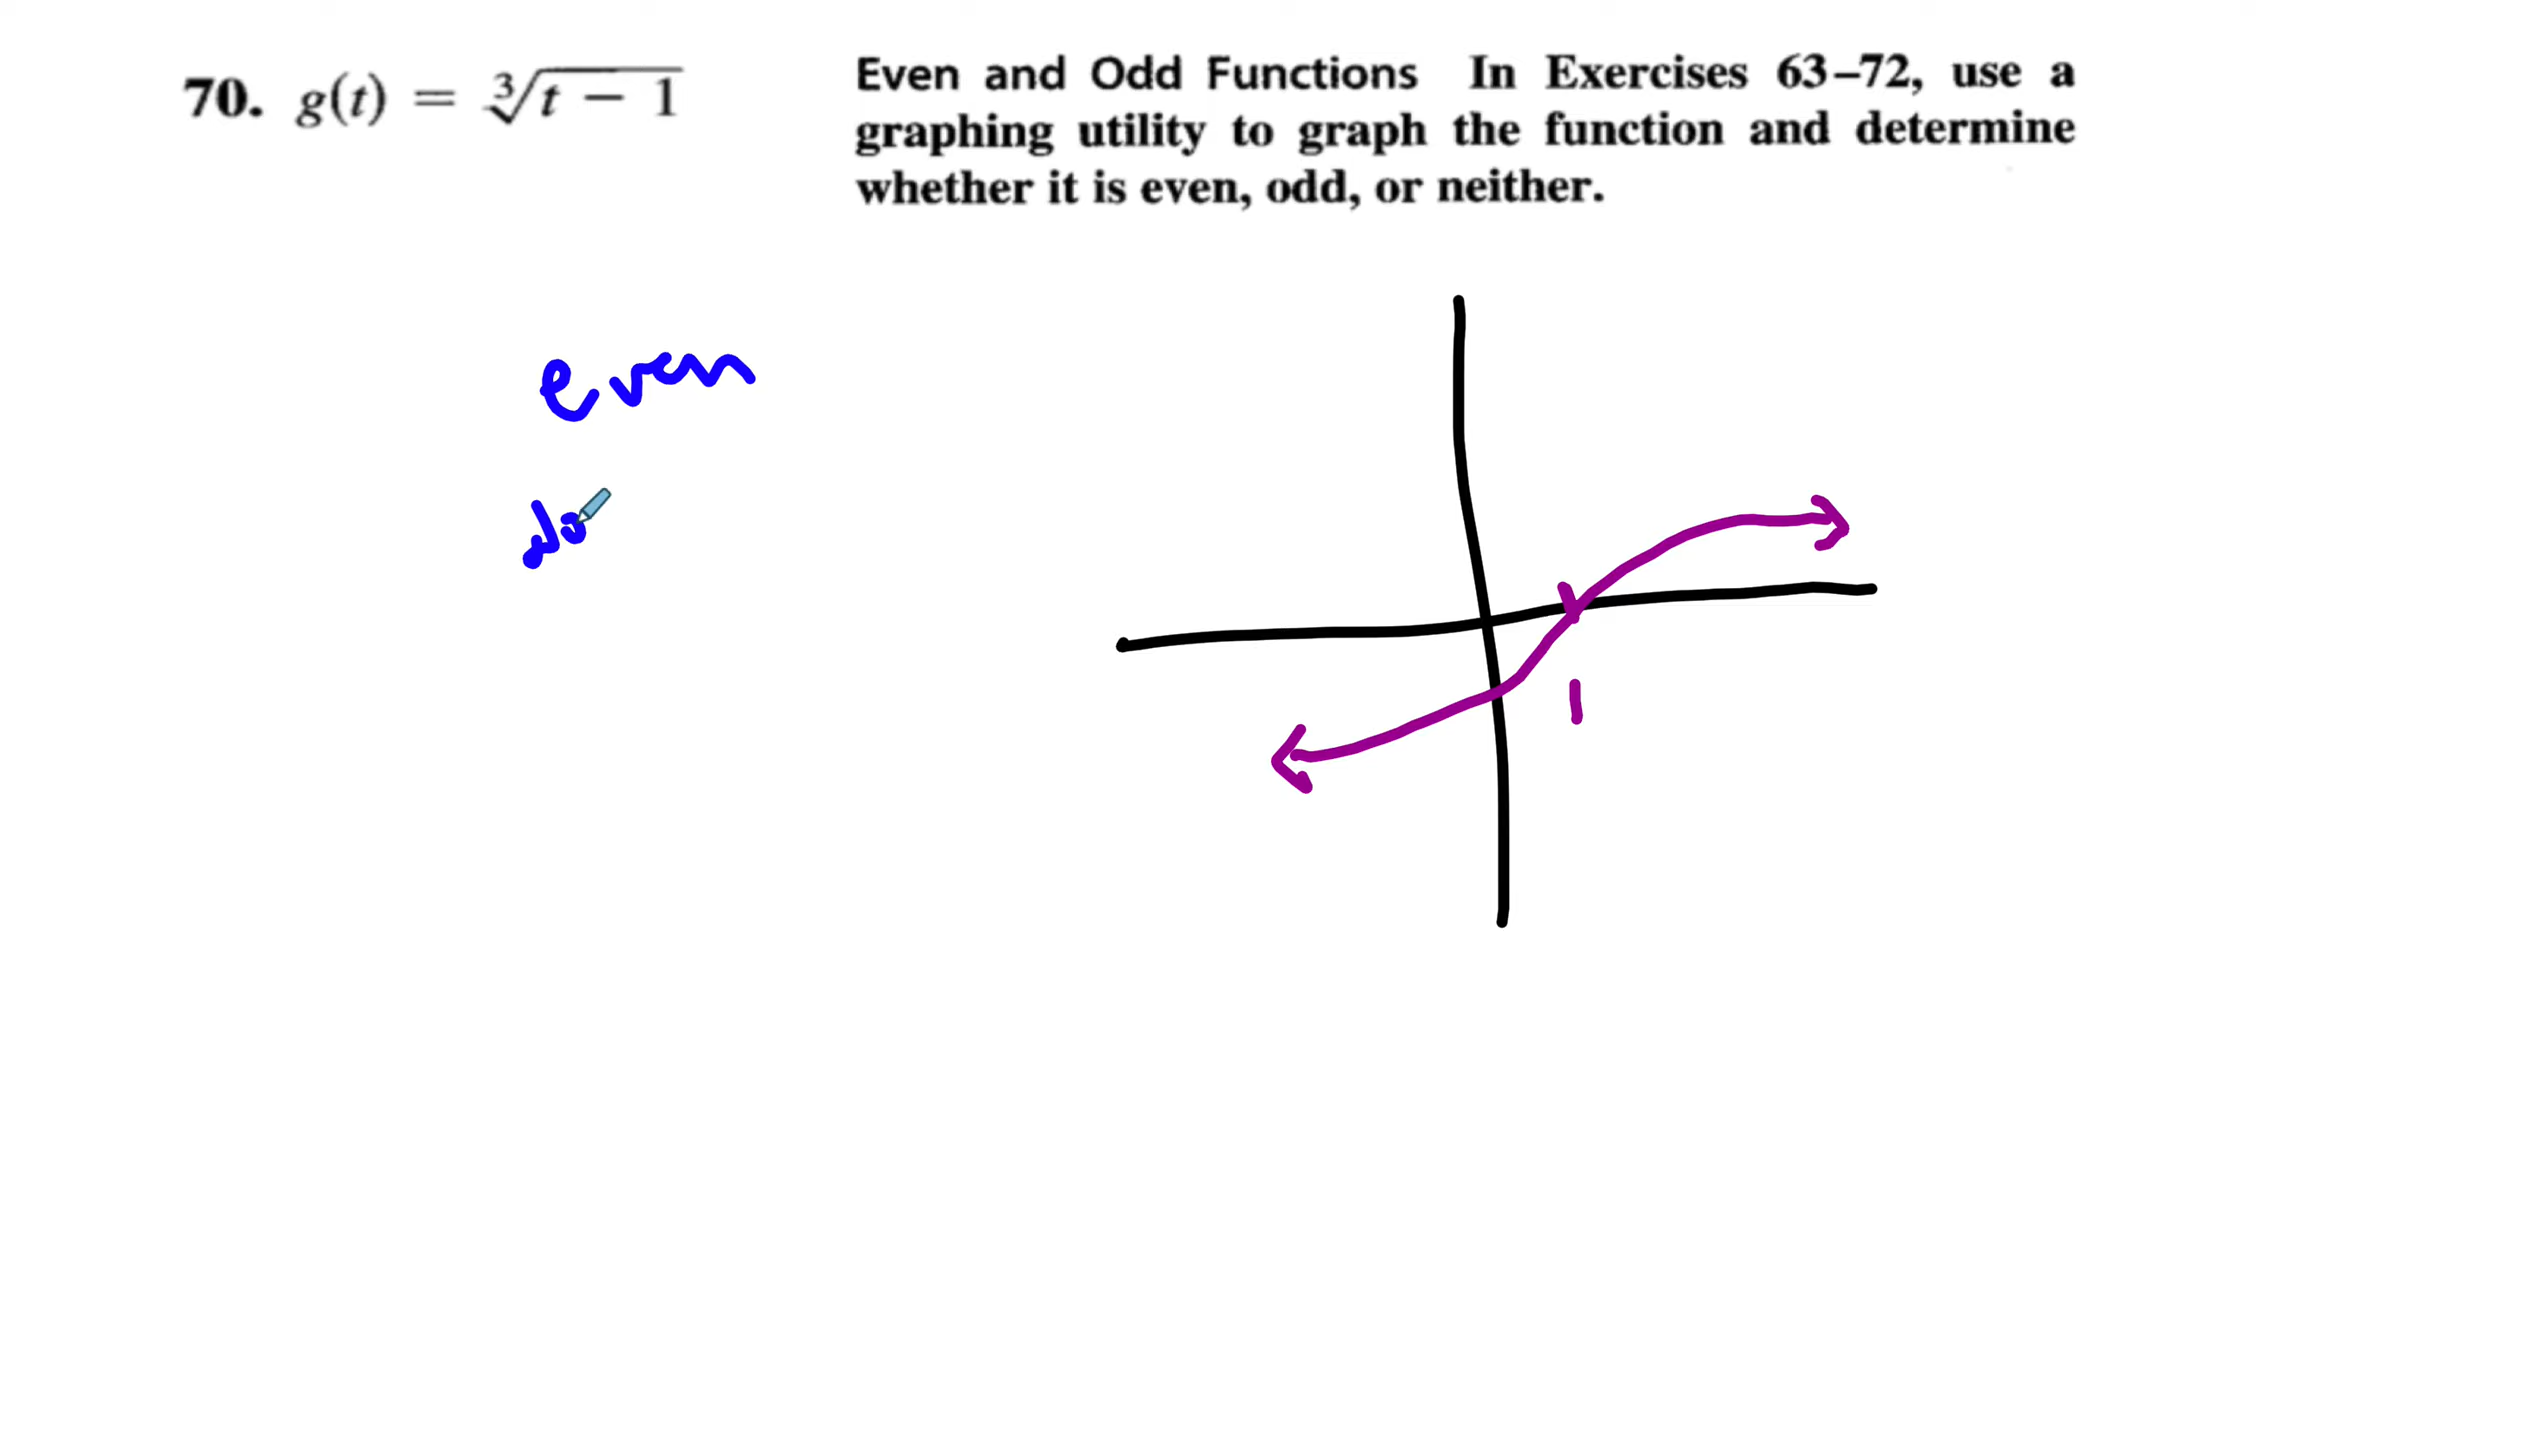 70. g(t) = ∛(t − 1)
Even and Odd Functions In Exercises 63–72, use a
graphing utility to graph the function and determine
whether it is even, odd, or neither.
even
1